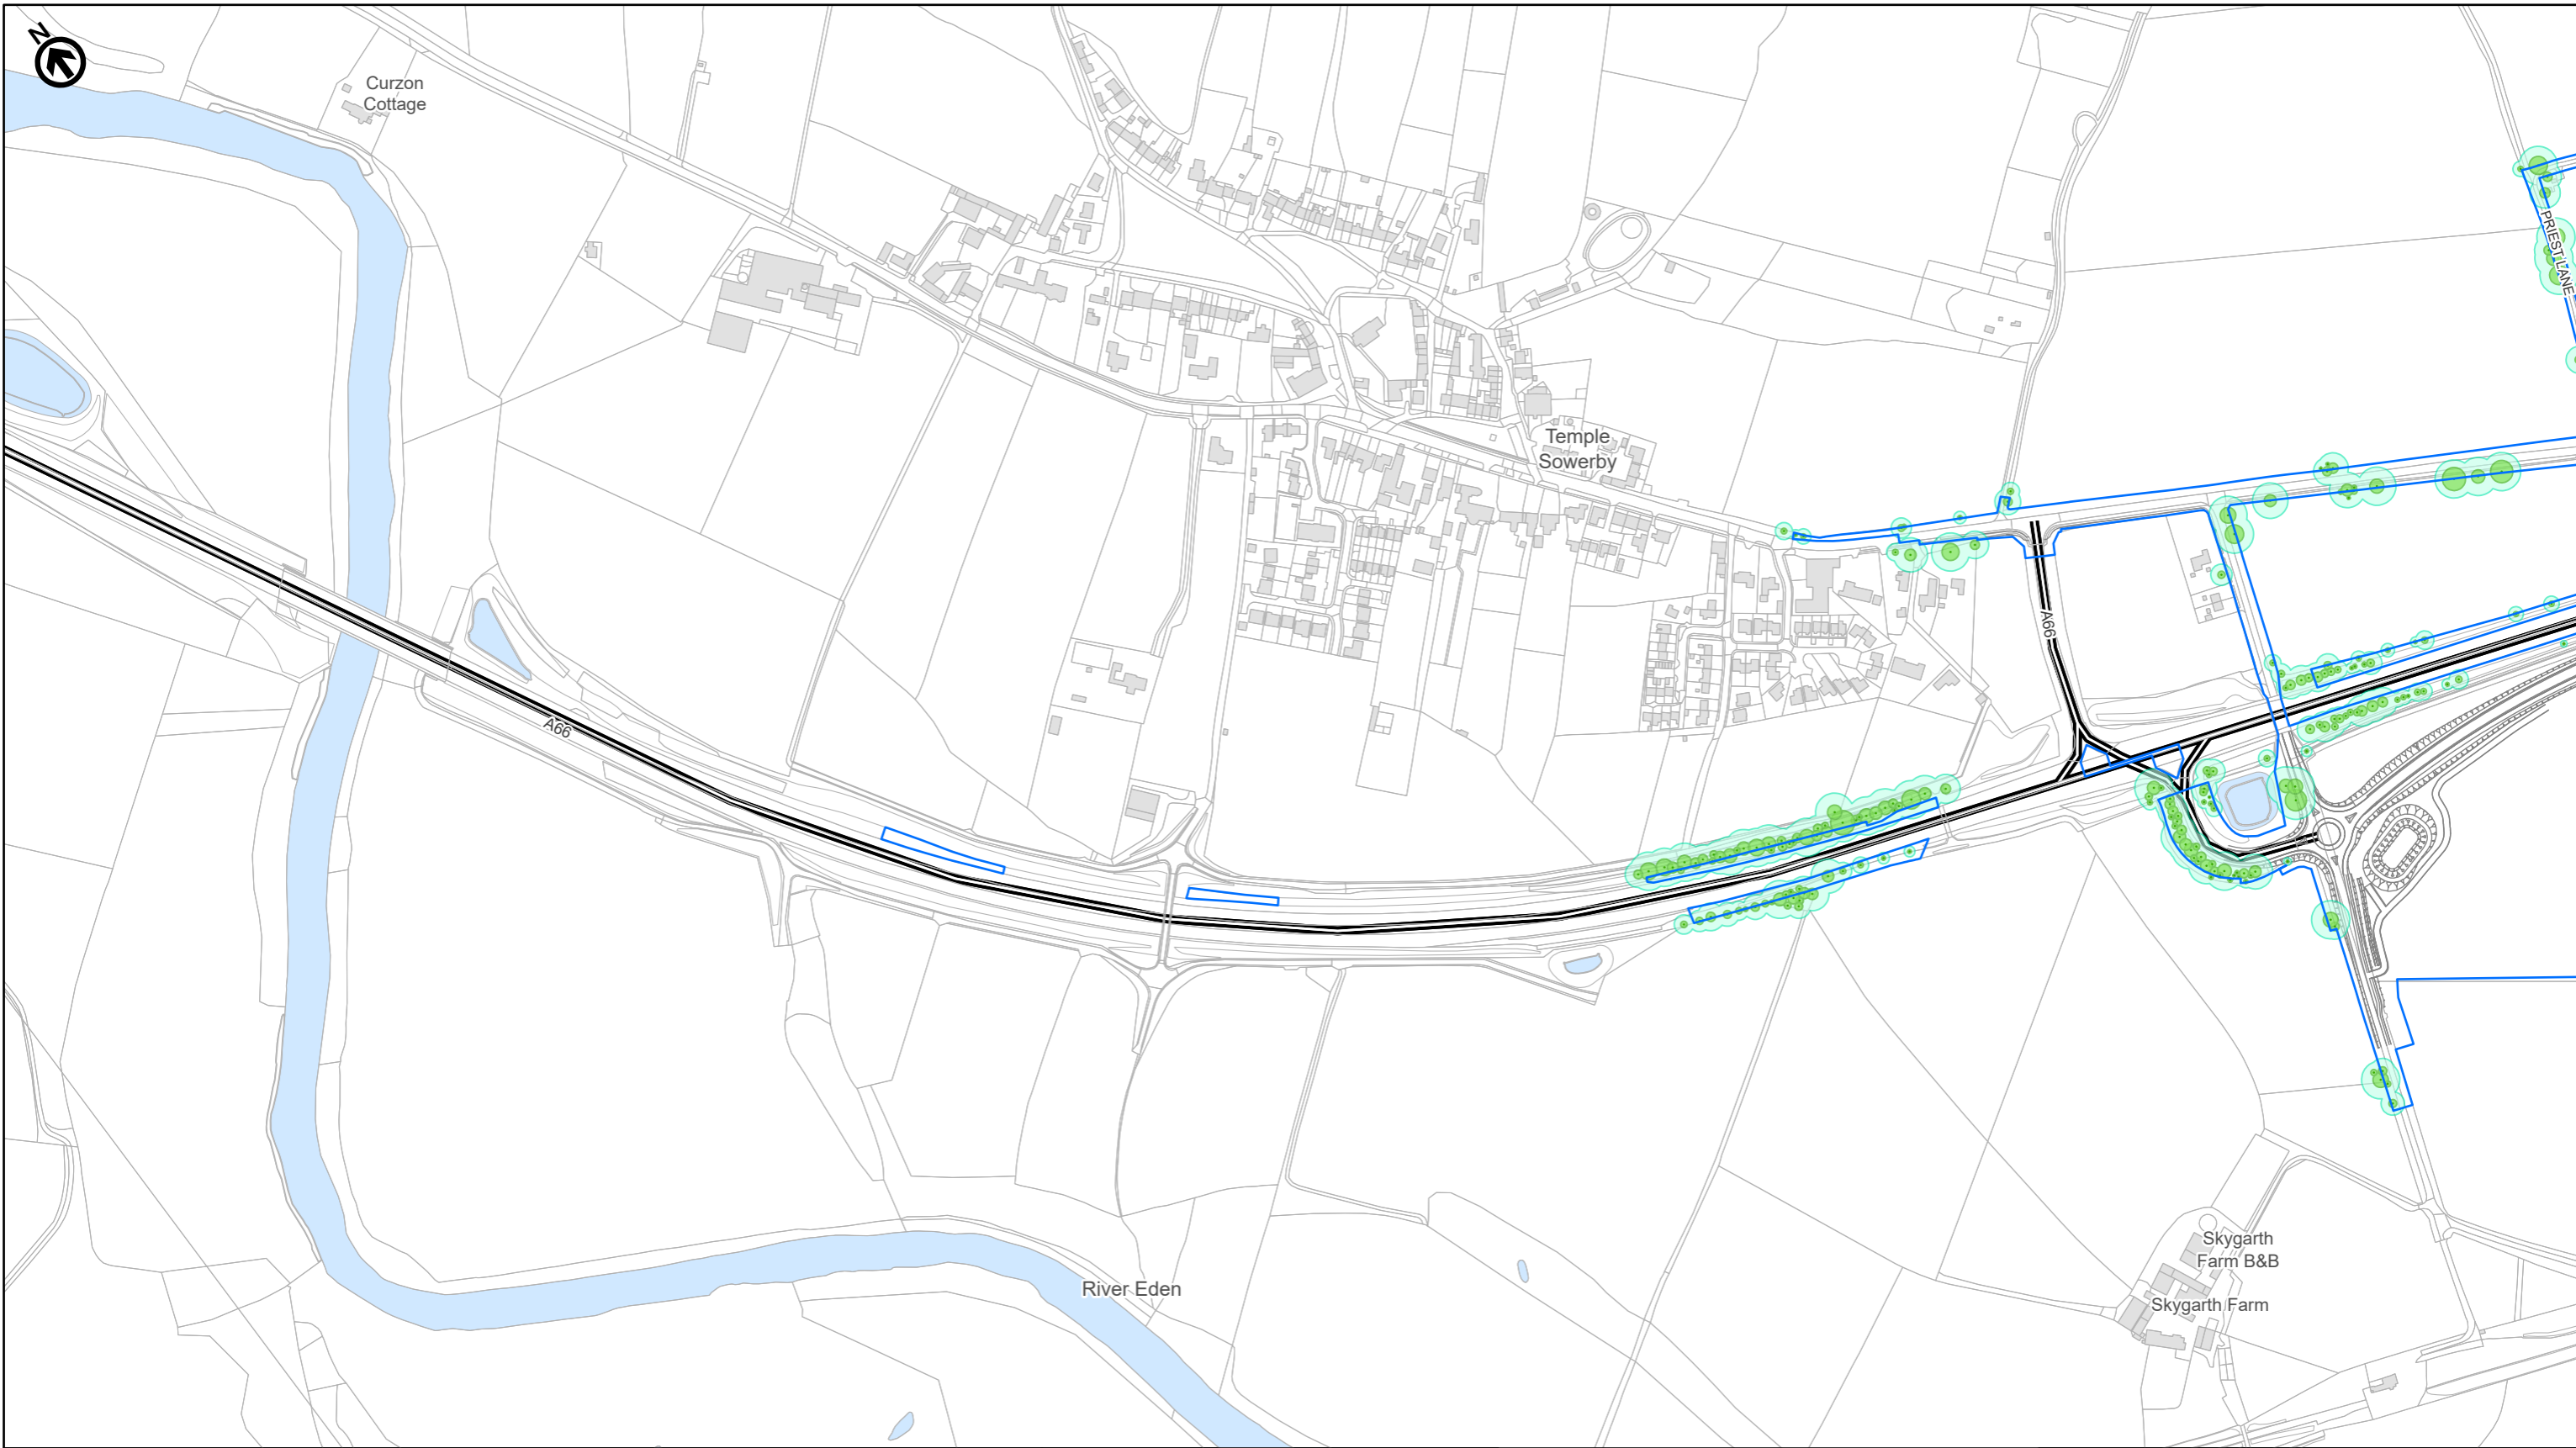 N
Curzon
Cottage
PRIEST LANE
Temple
Sowerby
A66
A66
Skygarth
Farm B&B
River Eden
Skygarth Farm